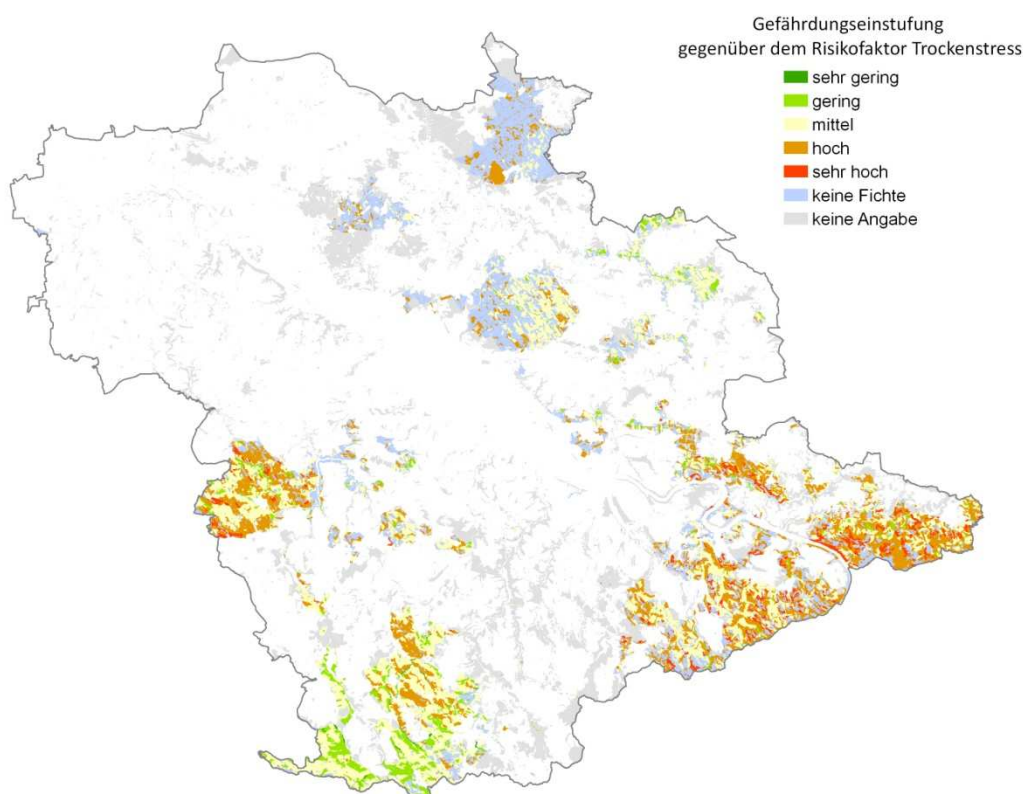 Gefährdungseinstufung
gegenüber dem Risikofaktor Trockenstress
sehr gering
gering
mittel
hoch
sehr hoch
keine Fichte
keine Angabe